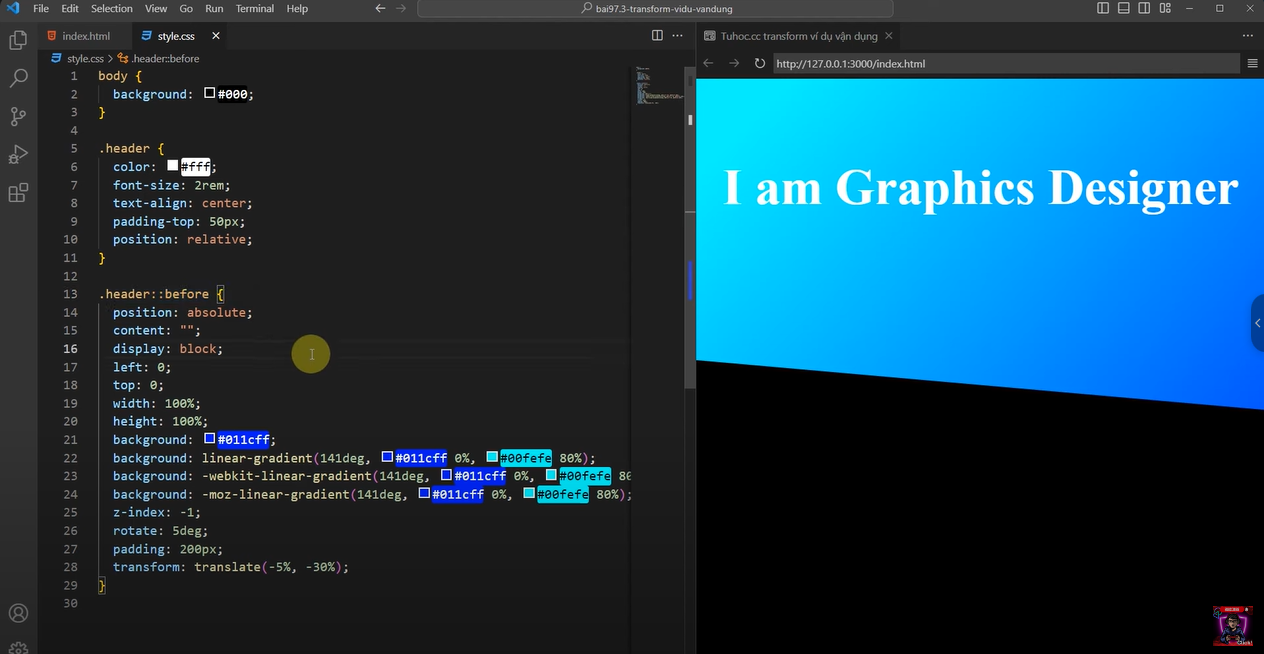 File Edit Selection View Go Run Terminal Help
bai97.3-transform-vidu-vandung
index.html
style.css
style.css > .header::before
1 body {
2 background: #000;
3 }
4
5 .header {
6 color: #fff;
7 font-size: 2rem;
8 text-align: center;
9 padding-top: 50px;
10 position: relative;
11 }
12
13 .header::before {
14 position: absolute;
15 content: "";
16 display: block;
17 left: 0;
18 top: 0;
19 width: 100%;
20 height: 100%;
21 background: #011cff;
22 background: linear-gradient(141deg, #011cff 0%, #00fefe 80%);
23 background: -webkit-linear-gradient(141deg, #011cff 0%, #00fefe 80
24 background: -moz-linear-gradient(141deg, #011cff 0%, #00fefe 80%);
25 z-index: -1;
26 rotate: 5deg;
27 padding: 200px;
28 transform: translate(-5%, -30%);
29 }
30
Tuhoc.cc transform ví dụ vận dụng
http://127.0.0.1:3000/index.html
I am Graphics Designer